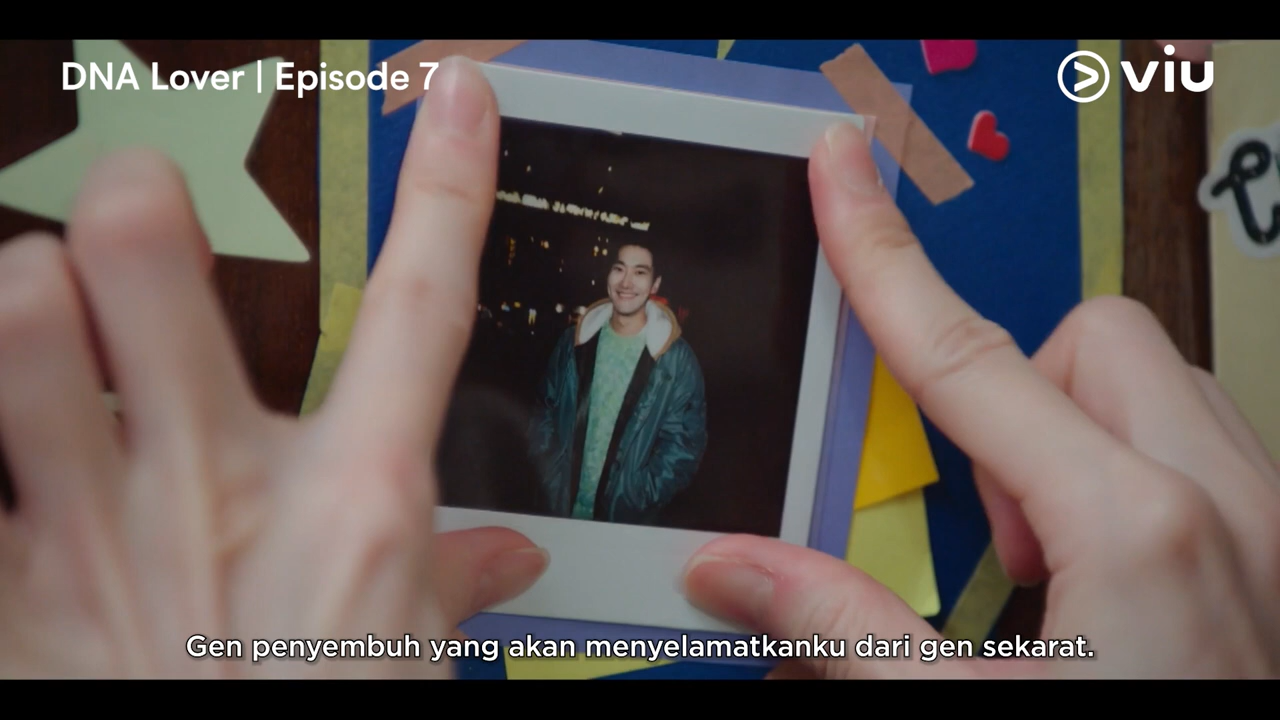 DNA Lover | Episode 7
viu
Gen penyembuh yang akan menyelamatkanku dari gen sekarat.